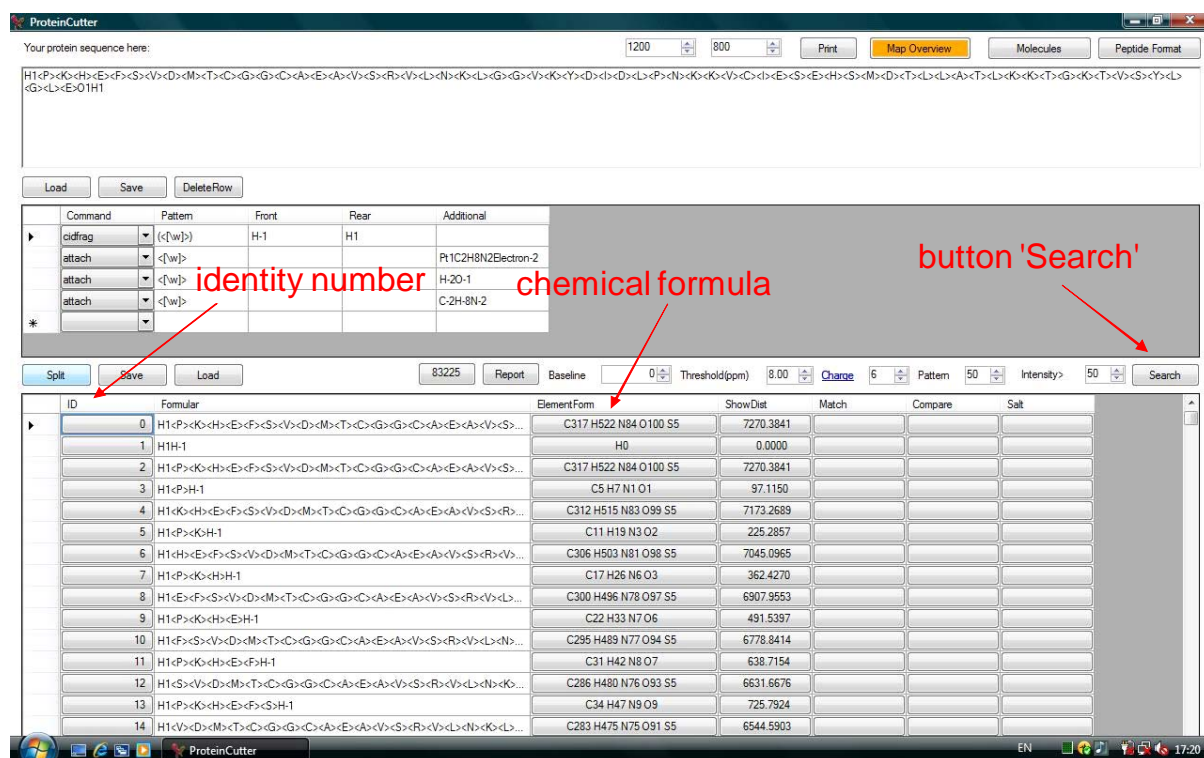 ProteinCutter
Your protein sequence here: 1200 800 Print Map Overview Molecules Peptide Format
H1<P><K><H><E><F><S><V><D><M><T><C><G><G><C><A><E><A><V><S><R><V><L><N><K><L><G><G><V><K><Y><D><I><D><L><P><N><K><K><V><C><I><E><S><E><H><S><M><D><T><L><L><A><T><L><K><K><T><G><K><T><V><S><Y><L>
<G><L><E>O1H1
Load Save DeleteRow
Command Pattern Front Rear Additional
cidfrag (<[\w]>) H-1 H1
attach <[\w]> Pt1C2H8N2Electron-2
attach <[\w]> H-2O-1
attach <[\w]> C-2H-8N-2
*
identity number
chemical formula
button 'Search'
Split Save Load 83225 Report Baseline 0 Threshold(ppm) 8.00 Charge 6 Pattern 50 Intensity> 50 Search
ID Formular ElementForm ShowDist Match Compare Salt
0 H1<P><K><H><E><F><S><V><D><M><T><C><G><G><C><A><E><A><V><S>... C317 H522 N84 O100 S5 7270.3841
1 H1H-1 H0 0.0000
2 H1<P><K><H><E><F><S><V><D><M><T><C><G><G><C><A><E><A><V><S>... C317 H522 N84 O100 S5 7270.3841
3 H1<P>H-1 C5 H7 N1 O1 97.1150
4 H1<K><H><E><F><S><V><D><M><T><C><G><G><C><A><E><A><V><S><R>... C312 H515 N83 O99 S5 7173.2689
5 H1<P><K>H-1 C11 H19 N3 O2 225.2857
6 H1<H><E><F><S><V><D><M><T><C><G><G><C><A><E><A><V><S><R><V>... C306 H503 N81 O98 S5 7045.0965
7 H1<P><K><H>H-1 C17 H26 N6 O3 362.4270
8 H1<E><F><S><V><D><M><T><C><G><G><C><A><E><A><V><S><R><V><L>... C300 H496 N78 O97 S5 6907.9553
9 H1<P><K><H><E>H-1 C22 H33 N7 O6 491.5397
10 H1<F><S><V><D><M><T><C><G><G><C><A><E><A><V><S><R><V><L><N>... C295 H489 N77 O94 S5 6778.8414
11 H1<P><K><H><E><F>H-1 C31 H42 N8 O7 638.7154
12 H1<S><V><D><M><T><C><G><G><C><A><E><A><V><S><R><V><L><N><K>... C286 H480 N76 O93 S5 6631.6676
13 H1<P><K><H><E><F><S>H-1 C34 H47 N9 O9 725.7924
14 H1<V><D><M><T><C><G><G><C><A><E><A><V><S><R><V><L><N><K><L>... C283 H475 N75 O91 S5 6544.5903
ProteinCutter EN 17:20